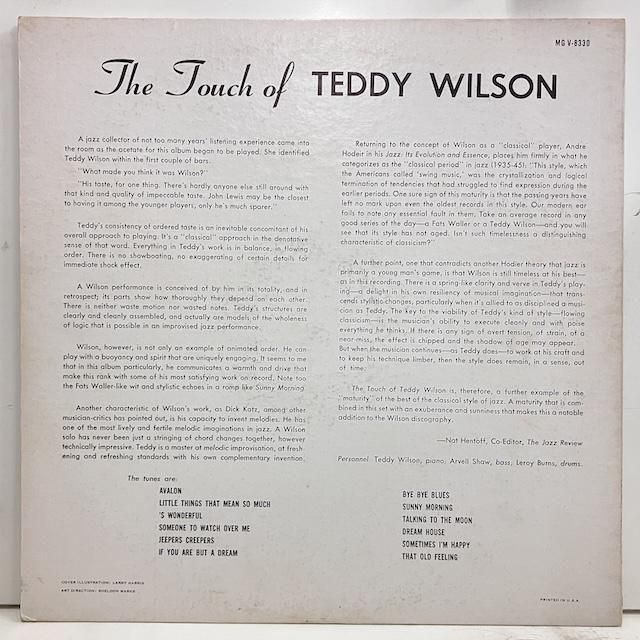 MG V-8330
The Touch of TEDDY WILSON
A jazz collector of not too many years' listening experience came into
the room as the acetate for this album began to be played. She identified
Teddy Wilson within the first couple of bars.
"What made you think it was Wilson?"
"His taste, for one thing. There's hardly anyone else still around with
that kind and quality of impeccable taste. John Lewis may be the closest
to having it among the younger players, only he's much sparer."
Teddy's consistency of ordered taste is an inevitable concomitant of his
overall approach to playing. It's a "classical" approach in the denotative
sense of that word. Everything in Teddy's work is in balance, in flowing
order. There is no showboating, no exaggerating of certain details for
immediate shock effect.
A Wilson performance is conceived of by him in its totality, and in
retrospect; its parts show how thoroughly they depend on each other.
There is neither waste motion nor wasted notes. Teddy's structures are
clearly and cleanly assembled, and actually are models of the wholeness
of logic that is possible in an improvised jazz performance.
Wilson, however, is not only an example of animated order. He can
play with a buoyancy and spirit that are uniquely engaging. It seems to me
that in this album particularly, he communicates a warmth and drive that
make this rank with some of his most satisfying work on record. Note too
the Fats Waller-like wit and stylistic echoes in a romp like Sunny Morning.
Another characteristic of Wilson's work, as Dick Katz, among other
musician-critics has pointed out, is his capacity to invent melodies. He has
one of the most lively and fertile melodic imaginations in jazz. A Wilson
solo has never been just a stringing of chord changes together, however
technically impressive. Teddy is a master of melodic improvisation, at fresh-
ening and refreshing standards with his own complementary invention.
Returning to the concept of Wilson as a "classical" player, Andre
Hodeir in his Jazz: Its Evolution and Essence, places him firmly in what he
categorizes as the "classical period" in jazz (1935-45): "This style, which
the Americans called 'swing music,' was the crystallization and logical
termination of tendencies that had struggled to find expression during the
earlier periods. One sure sign of this maturity is that the passing years have
left no mark upon even the oldest records in this style. Our modern ear
fails to note any essential fault in them. Take an average record in any
good series of the day—a Fats Waller or a Teddy Wilson—and you will
see that its style has not aged. Isn't such timelessness a distinguishing
characteristic of classicism?"
A further point, one that contradicts another Hodier theory that jazz is
primarily a young man's game, is that Wilson is still timeless at his best—
as in this recording. There is a spring-like clarity and verve in Teddy's play-
ing—a delight in his own resiliency of musical imagination—that trans-
cends stylistic changes, particularly when it's allied to as disciplined a musi-
cian as Teddy. The key to the viability of Teddy's kind of style—flowing
classicism—is the musician's ability to execute cleanly and with poise
everything he thinks. If there is any sign of overt tension, of strain, of a
near-miss, the effect is chipped and the shadow of age may appear.
But when the musician continues—as Teddy does—to work at his craft and
to keep his technique limber, then the style does remain, in a sense, out
of time.
The Touch of Teddy Wilson is, therefore, a further example of the
"maturity" of the best of the classical style of jazz. A maturity that is com-
bined in this set with an exuberance and sunniness that makes this a notable
addition to the Wilson discography.
—Nat Hentoff, Co-Editor, The Jazz Review
Personnel: Teddy Wilson, piano; Arvell Shaw, bass; Leroy Burns, drums.
The tunes are:
AVALON
LITTLE THINGS THAT MEAN SO MUCH
'S WONDERFUL
SOMEONE TO WATCH OVER ME
JEEPERS CREEPERS
IF YOU ARE BUT A DREAM
BYE BYE BLUES
SUNNY MORNING
TALKING TO THE MOON
DREAM HOUSE
SOMETIMES I'M HAPPY
THAT OLD FEELING
COVER ILLUSTRATION: LARRY HARRIS
ART DIRECTION: SHELDON MARKS
PRINTED IN U.S.A.